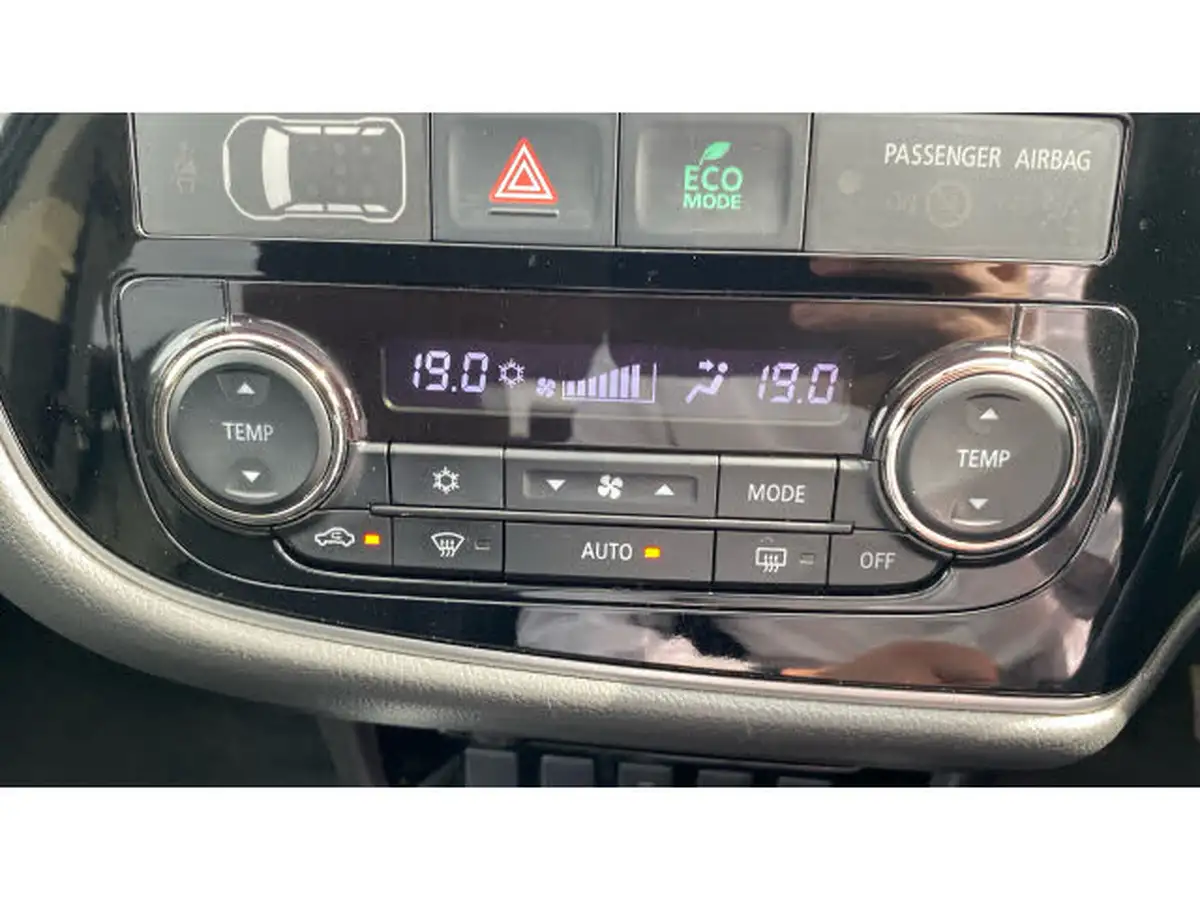 ECO
MODE
PASSENGER AIRBAG
19.0
19.0
TEMP
TEMP
MODE
AUTO
OFF